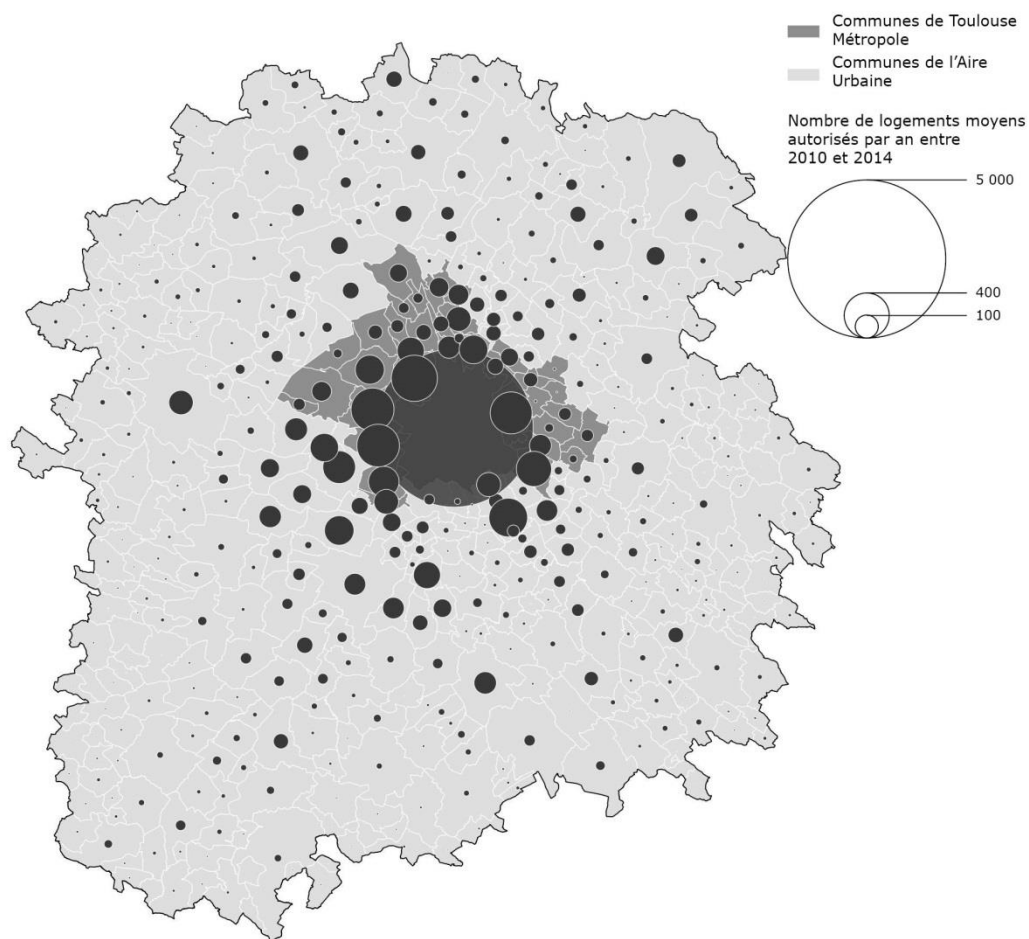 Communes de Toulouse
Métropole
Communes de l’Aire
Urbaine
Nombre de logements moyens
autorisés par an entre
2010 et 2014
5 000
400
100